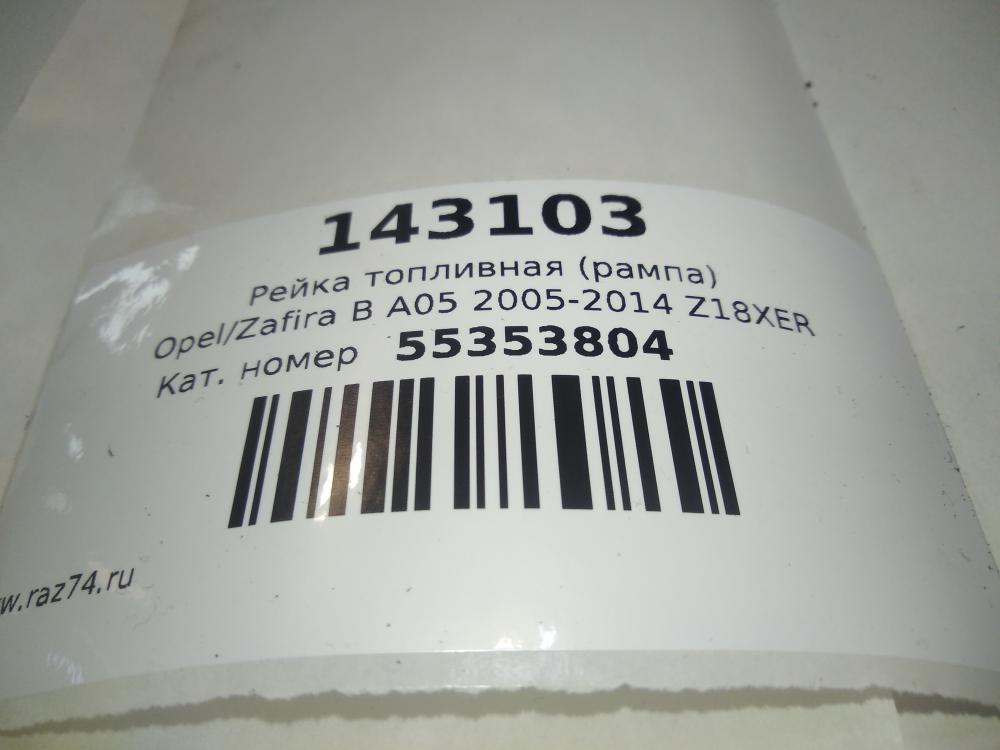 143103
Рейка топливная (рампа)
Opel/Zafira B A05 2005-2014 Z18XER
Кат. номер 55353804
w.raz74.ru